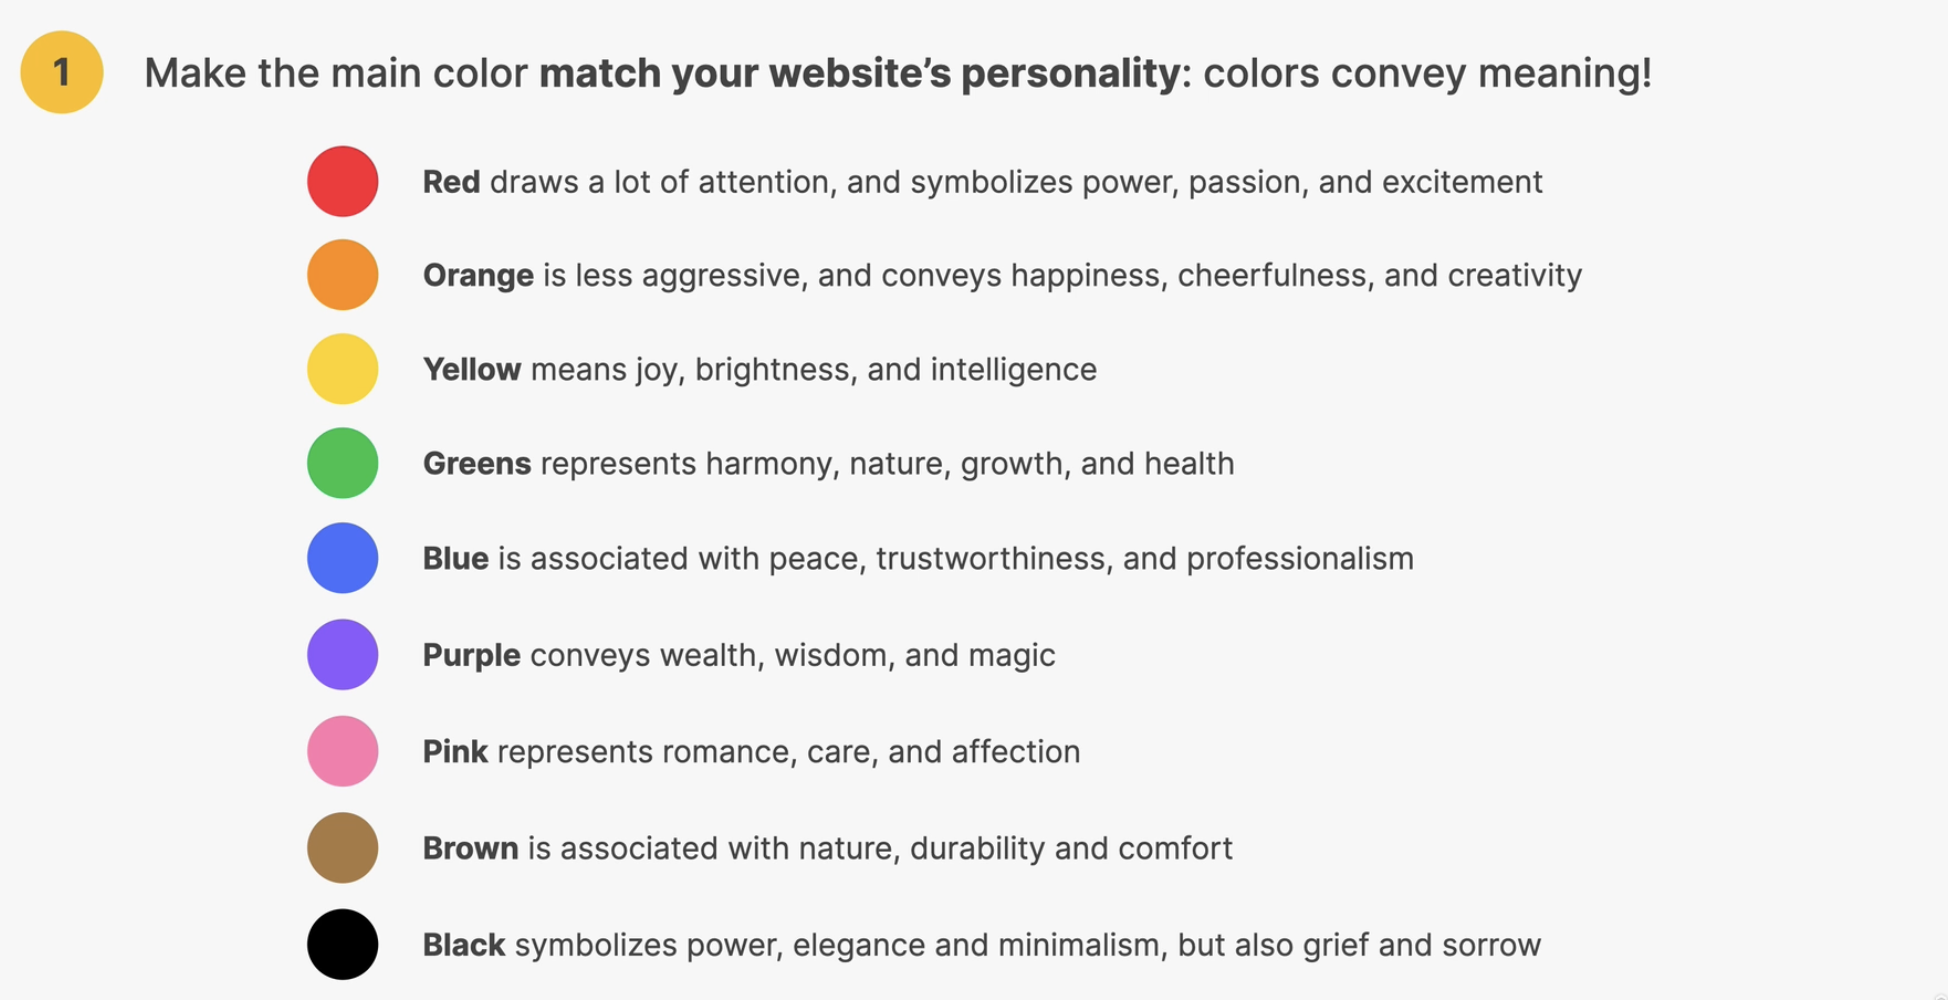 1
Make the main color match your website’s personality: colors convey meaning!
Red draws a lot of attention, and symbolizes power, passion, and excitement
Orange is less aggressive, and conveys happiness, cheerfulness, and creativity
Yellow means joy, brightness, and intelligence
Greens represents harmony, nature, growth, and health
Blue is associated with peace, trustworthiness, and professionalism
Purple conveys wealth, wisdom, and magic
Pink represents romance, care, and affection
Brown is associated with nature, durability and comfort
Black symbolizes power, elegance and minimalism, but also grief and sorrow